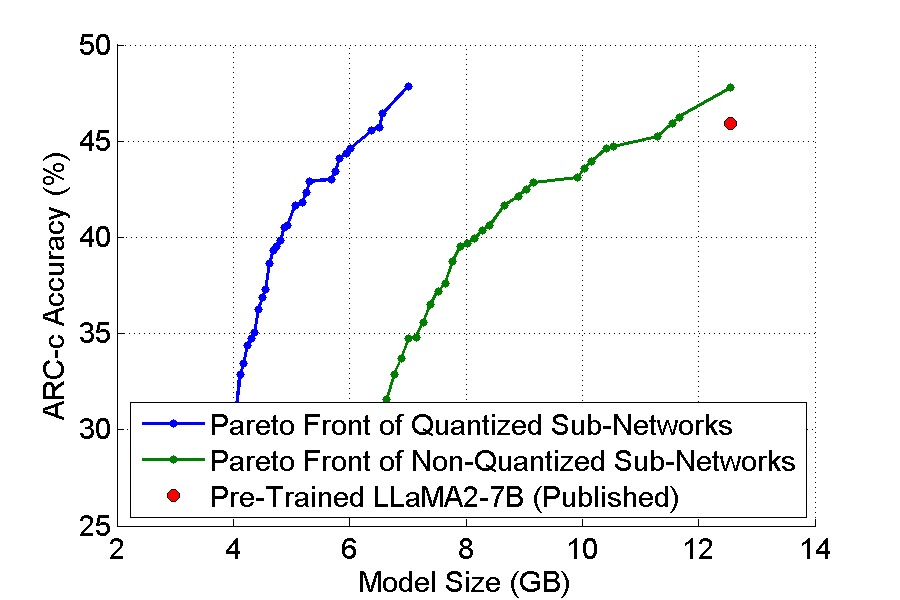 50
45
40
35
30
25
ARC-c Accuracy (%)
Pareto Front of Quantized Sub-Networks
Pareto Front of Non-Quantized Sub-Networks
Pre-Trained LLaMA2-7B (Published)
2 4 6 8 10 12 14
Model Size (GB)